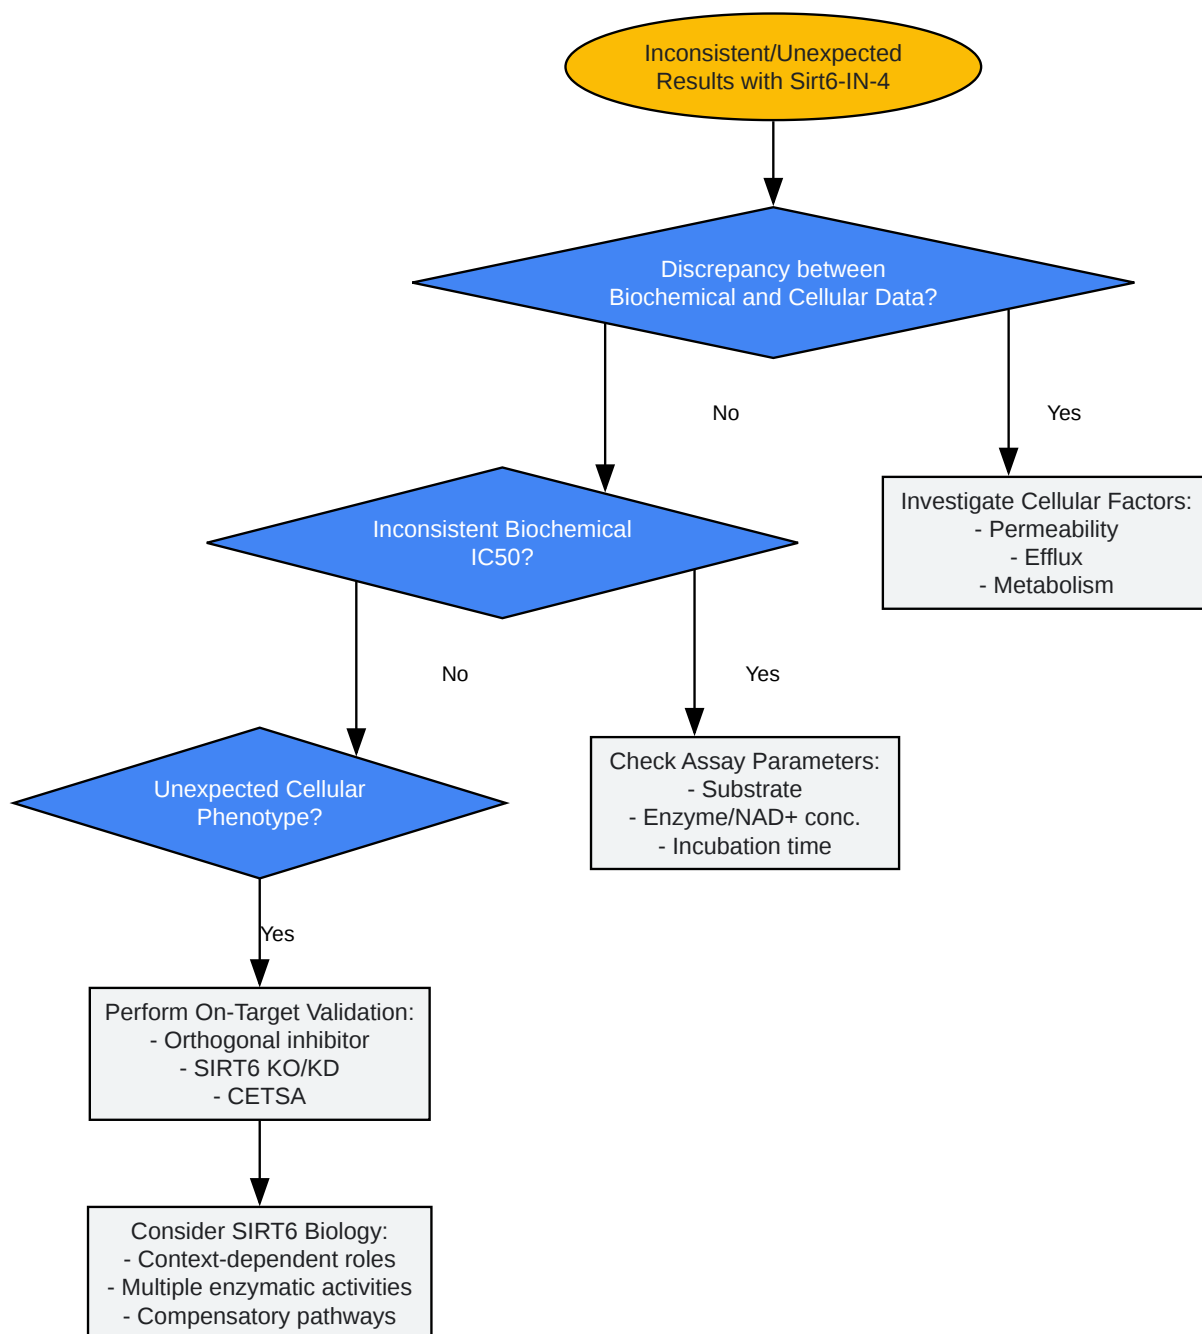 Inconsistent/Unexpected
Results with Sirt6-IN-4
Discrepancy between
Biochemical and Cellular Data?
No
Yes
Inconsistent Biochemical
IC50?
Investigate Cellular Factors:
- Permeability
- Efflux
- Metabolism
No
Yes
Unexpected Cellular
Phenotype?
Check Assay Parameters:
- Substrate
- Enzyme/NAD+ conc.
- Incubation time
Yes
Perform On-Target Validation:
- Orthogonal inhibitor
- SIRT6 KO/KD
- CETSA
Consider SIRT6 Biology:
- Context-dependent roles
- Multiple enzymatic activities
- Compensatory pathways